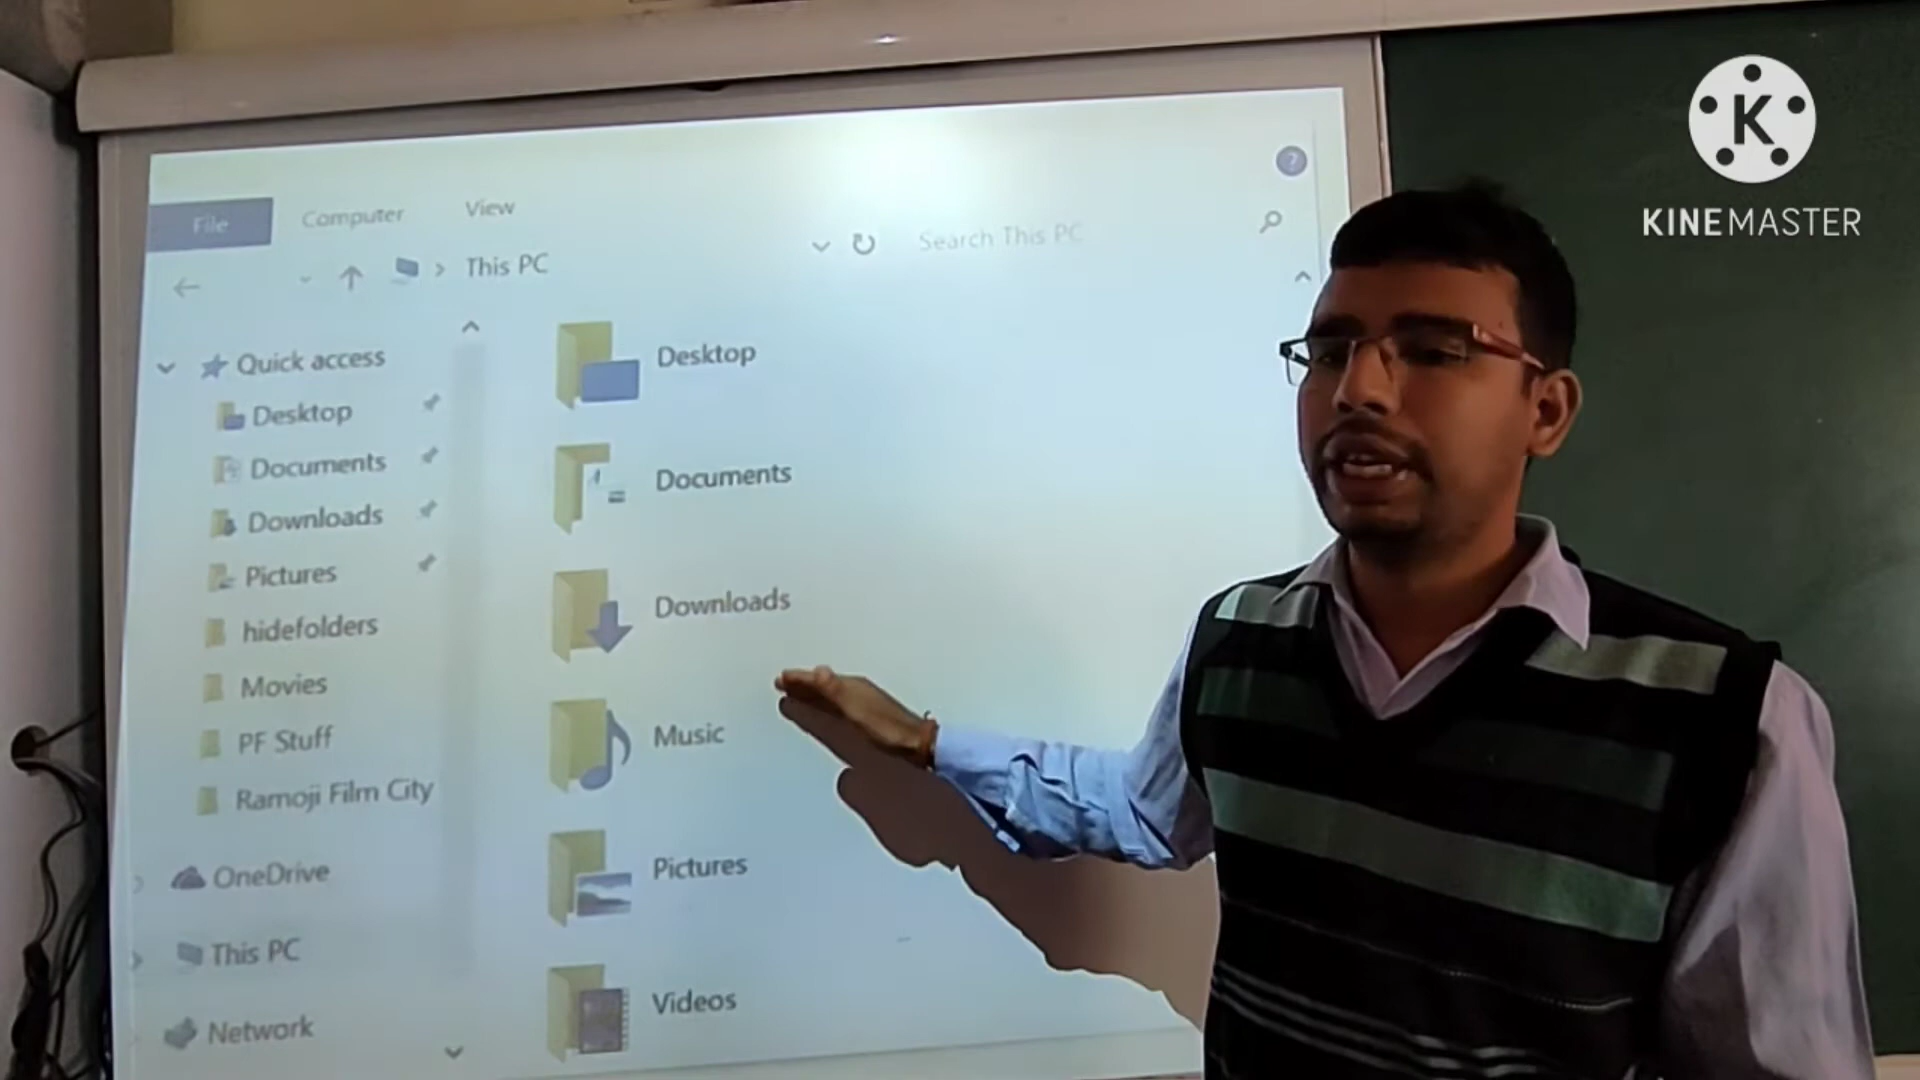 KINEMASTER
File Computer View
This PC
Search This PC
Quick access
Desktop
Documents
Downloads
Pictures
hidefolders
Movies
PF Stuff
Ramoji Film City
OneDrive
This PC
Network
Desktop
Documents
Downloads
Music
Pictures
Videos